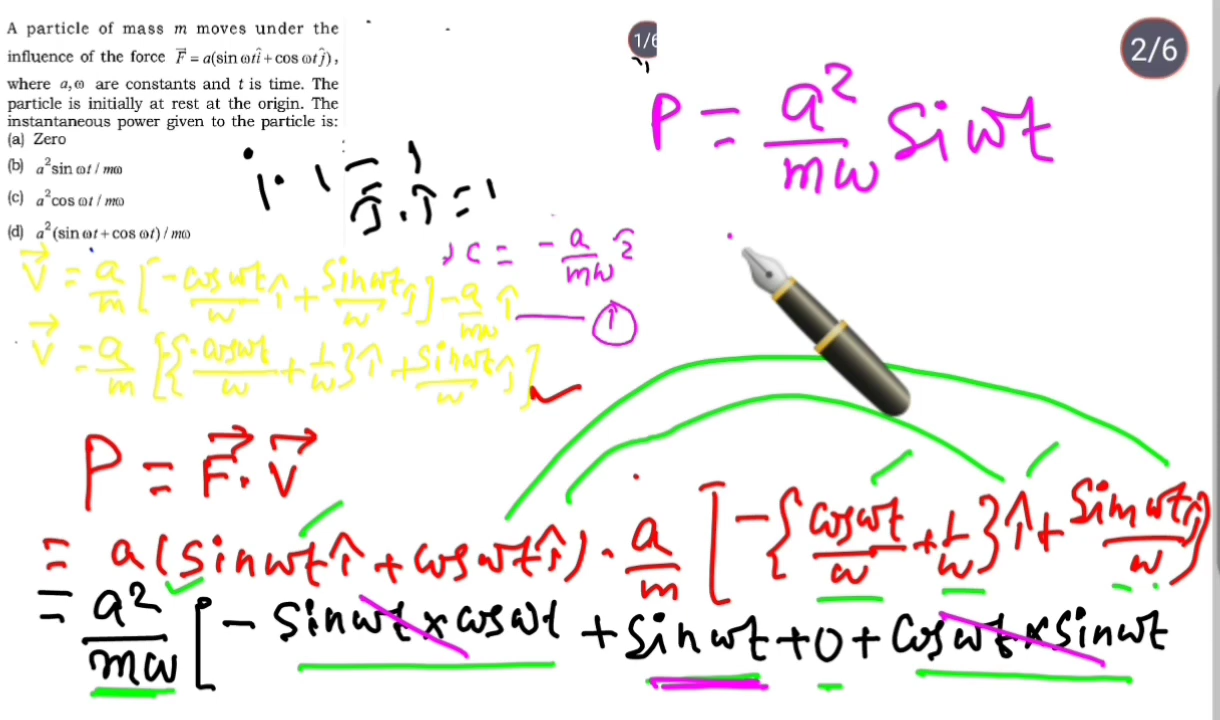 A particle of mass m moves under the
influence of the force F⃗ = a(sin ωt î + cos ωt ĵ),
where a, ω are constants and t is time. The
particle is initially at rest at the origin. The
instantaneous power given to the particle is:
(a) Zero
(b) a² sin ωt / mω
(c) a² cos ωt / mω
(d) a² (sin ωt + cos ωt) / mω
1/6
2/6
P = a²/mω Siωt
ĵ . ĵ = 1
c = - a/mω î
V⃗ = a/m [-cosωt/ω î + Sinωt/ω ĵ] - a/mω î — ①
V⃗ = a/m [{-cosωt/ω + 1/ω} î + Sinωt/ω ĵ]
P = F⃗ . V⃗
= a(sinωt î + cosωt ĵ) . a/m [-{cosωt/ω + 1/ω} î + Sinωt/ω ĵ]
= a²/mω [- Sinωt x cosωt + Sinωt + 0 + Cosωt x Sinωt